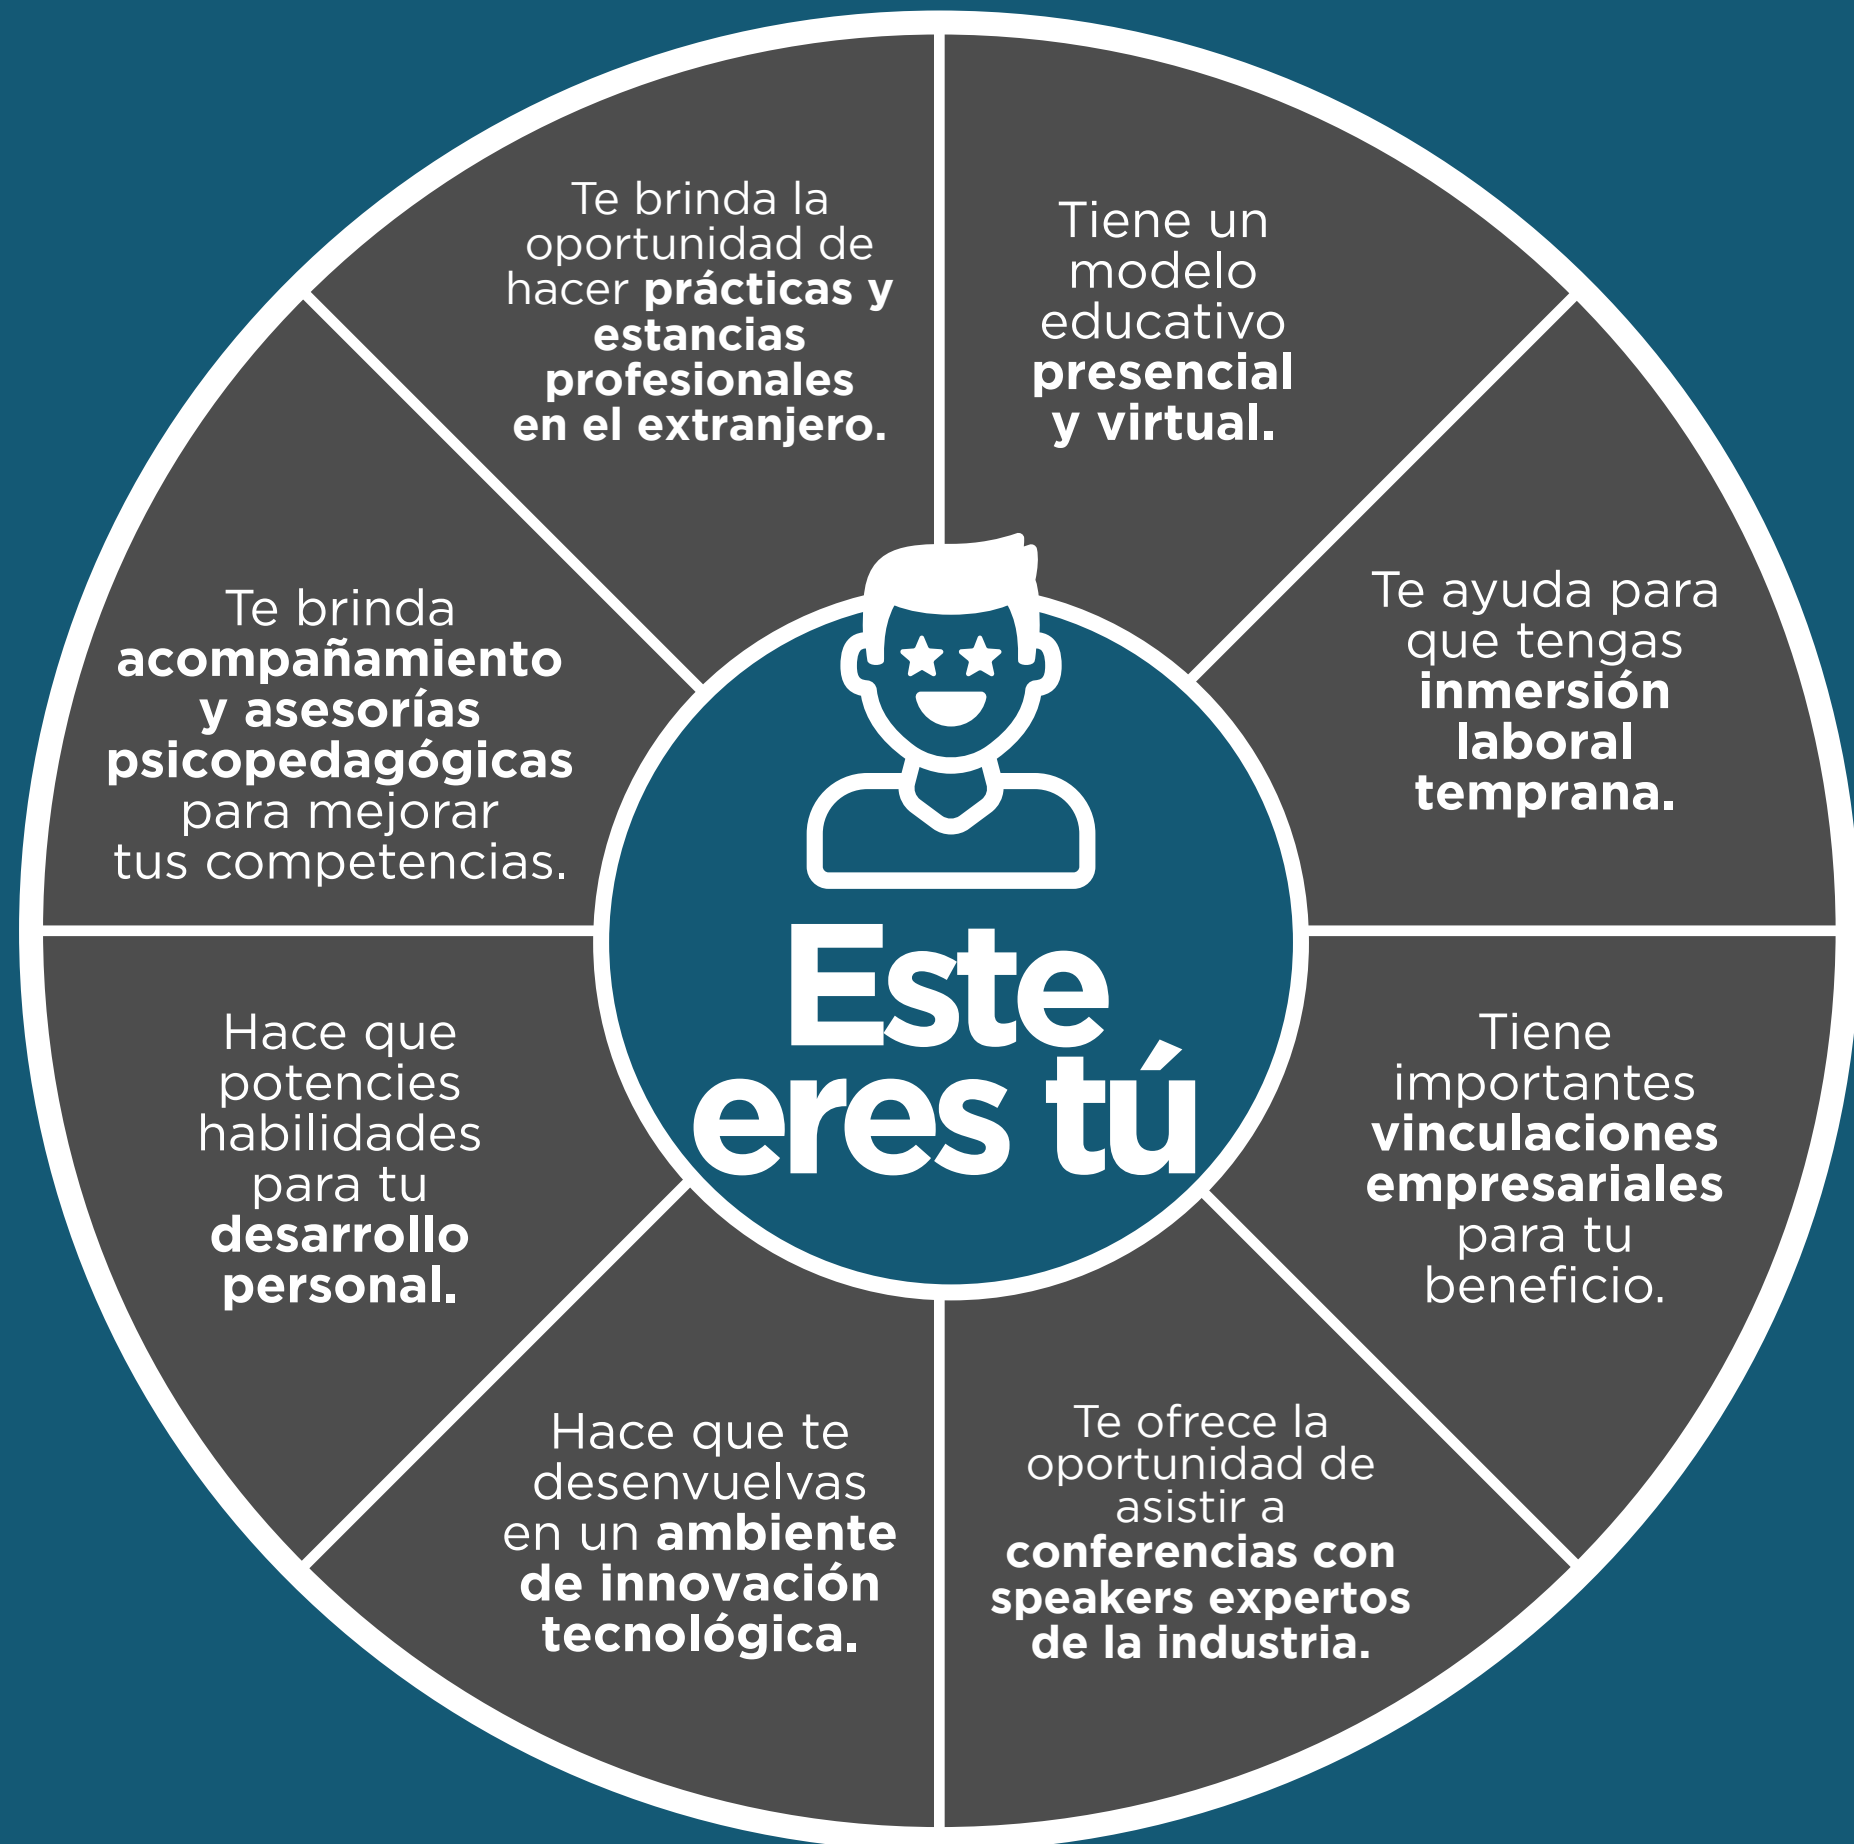 Te brinda la
oportunidad de
hacer prácticas y
estancias
profesionales
en el extranjero.
Tiene un
modelo
educativo
presencial
y virtual.
Te ayuda para
que tengas
inmersión
laboral
temprana.
Tiene
importantes
vinculaciones
empresariales
para tu
beneficio.
Te ofrece la
oportunidad de
asistir a
conferencias con
speakers expertos
de la industria.
Hace que te
desenvuelvas
en un ambiente
de innovación
tecnológica.
Hace que
potencies
habilidades
para tu
desarrollo
personal.
Te brinda
acompañamiento
y asesorías
psicopedagógicas
para mejorar
tus competencias.
Este
eres tú